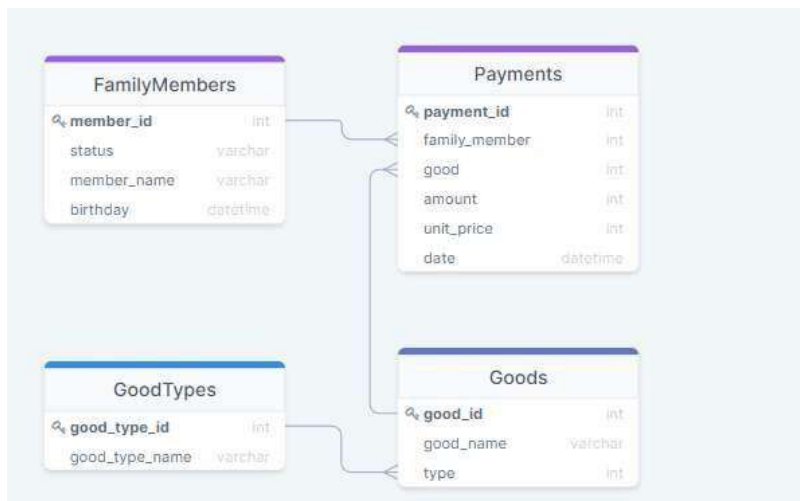 FamilyMembers
member_id int
status varchar
member_name varchar
birthday datetime
Payments
payment_id int
family_member int
good int
amount int
unit_price int
date datetime
GoodTypes
good_type_id int
good_type_name varchar
Goods
good_id int
good_name varchar
type int